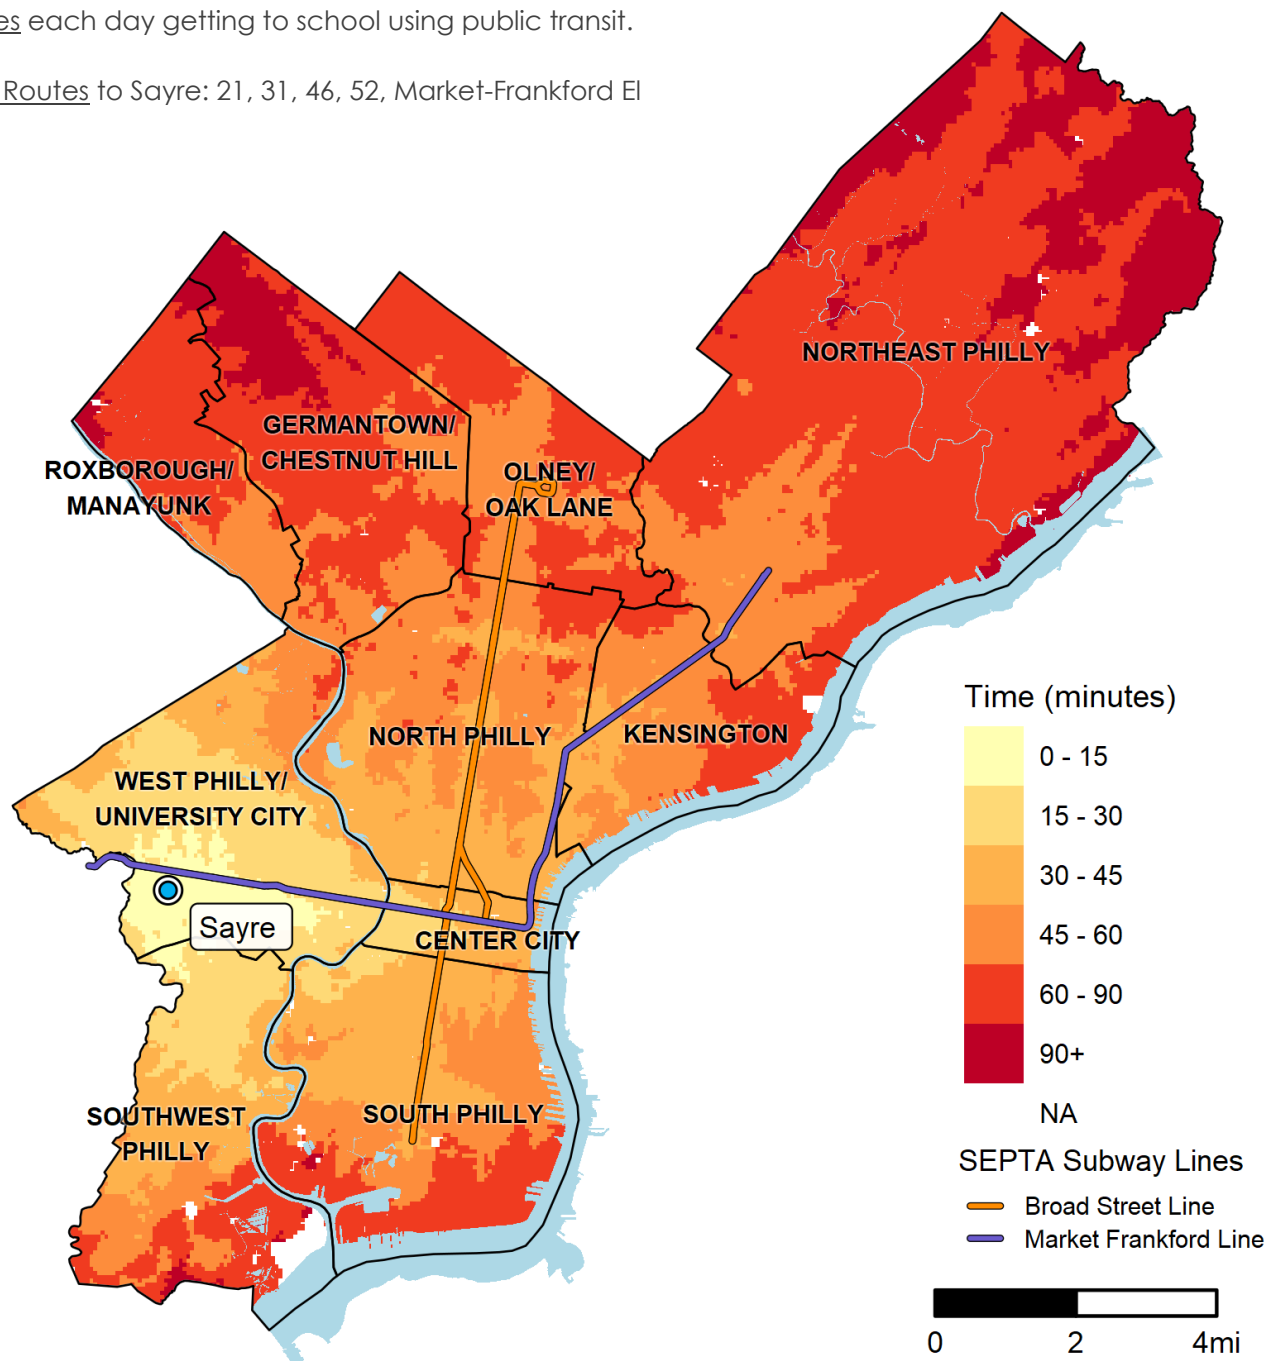 each day getting to school using public transit.
Routes to Sayre: 21, 31, 46, 52, Market-Frankford El
NORTHEAST PHILLY
GERMANTOWN/
CHESTNUT HILL
ROXBOROUGH/
MANAYUNK
OLNEY/
OAK LANE
NORTH PHILLY
KENSINGTON
WEST PHILLY/
UNIVERSITY CITY
Sayre
CENTER CITY
SOUTHWEST
PHILLY
SOUTH PHILLY
Time (minutes)
0 - 15
15 - 30
30 - 45
45 - 60
60 - 90
90+
NA
SEPTA Subway Lines
Broad Street Line
Market Frankford Line
0 2 4mi